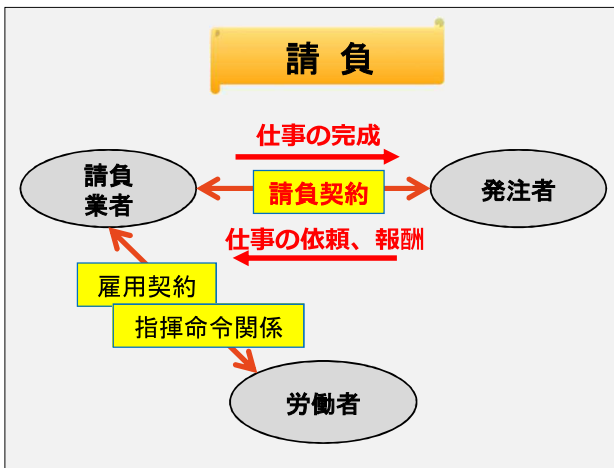 請負
仕事の完成
請負
業者
請負契約
発注者
仕事の依頼、報酬
雇用契約
指揮命令関係
労働者